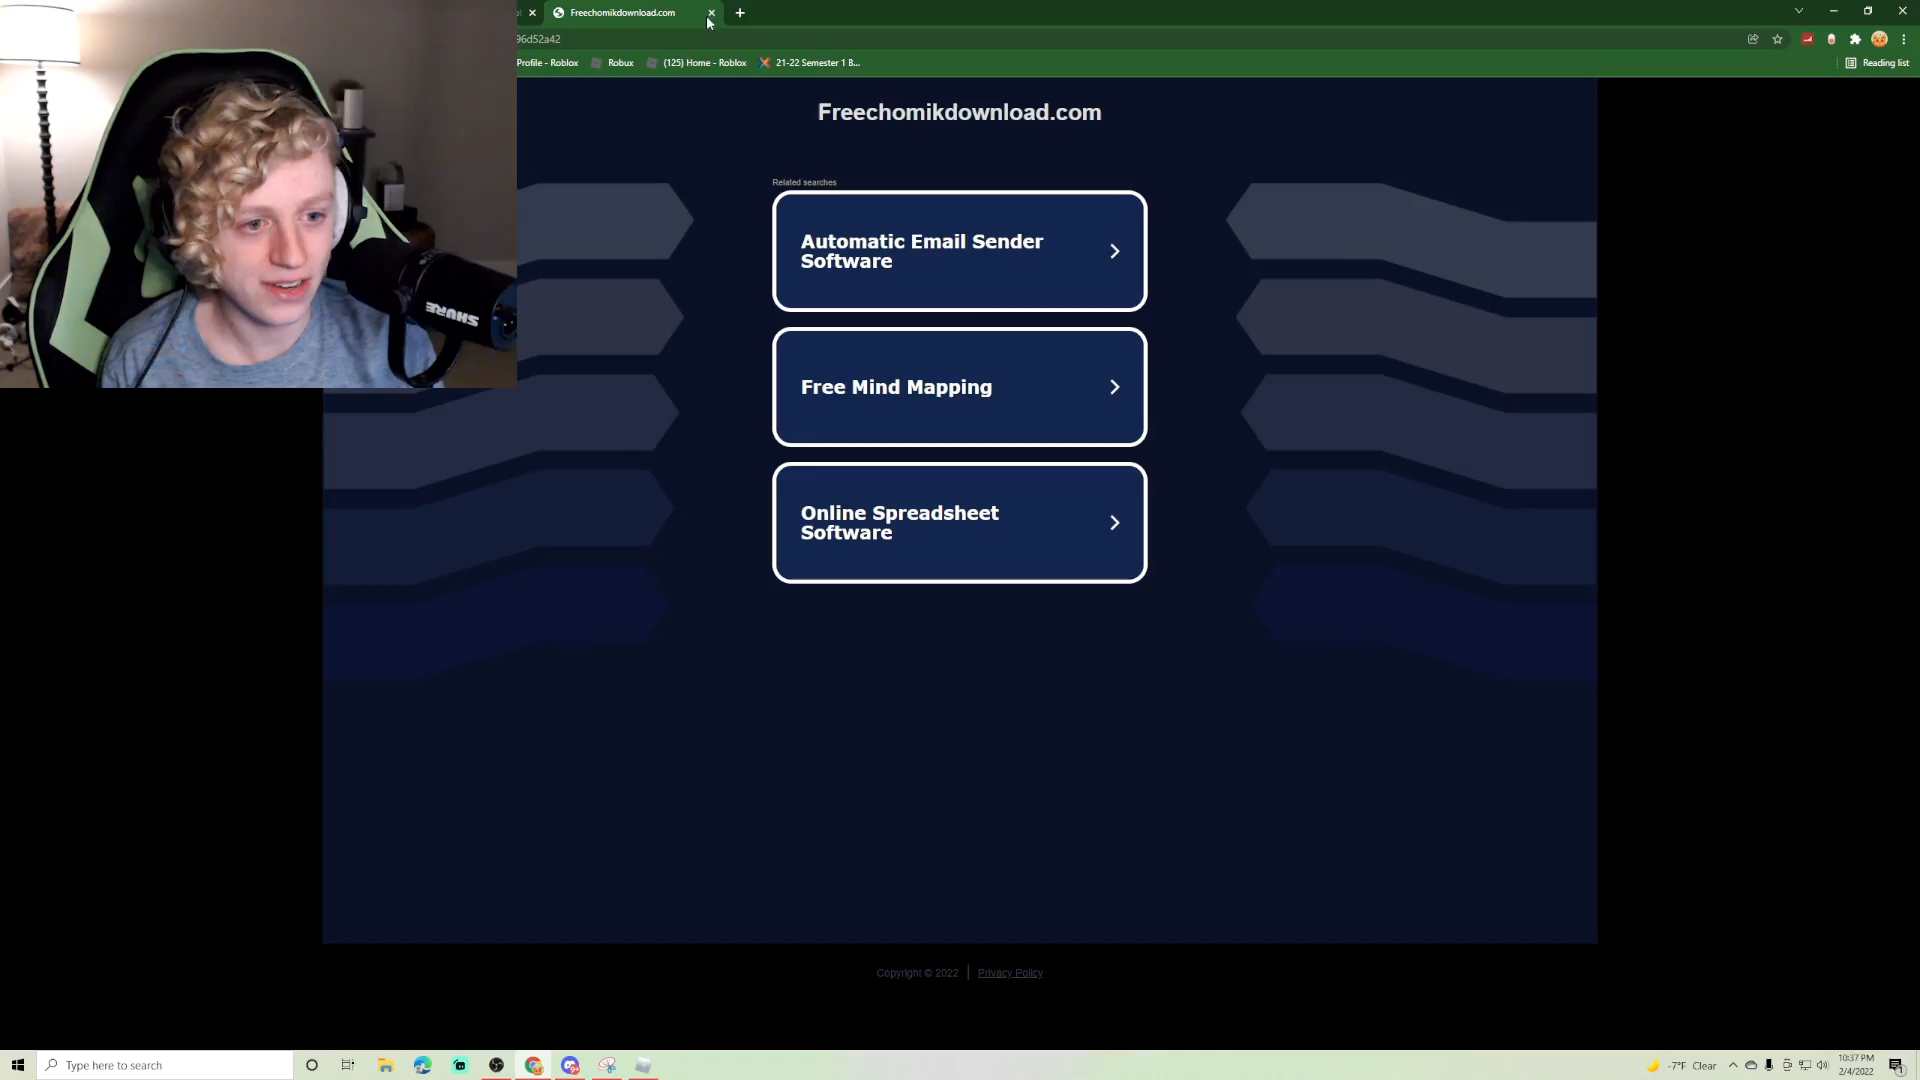 Freechomikdownload.com
96d52a42
Profile - Roblox
Robux
(125) Home - Roblox
21-22 Semester 1 B...
Reading list
Freechomikdownload.com
Related searches
Automatic Email Sender
Software
Free Mind Mapping
Online Spreadsheet
Software
SHURE
Copyright © 2022
Privacy Policy
Type here to search
-7°F Clear
10:37 PM
2/4/2022